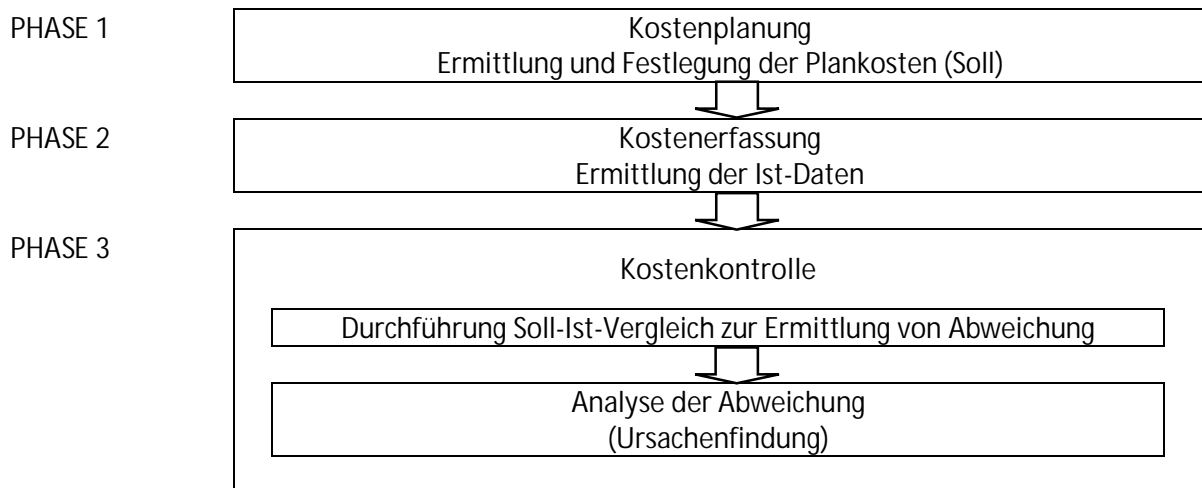 PHASE 1
Kostenplanung
Ermittlung und Festlegung der Plankosten (Soll)
PHASE 2
Kostenerfassung
Ermittlung der Ist-Daten
PHASE 3
Kostenkontrolle
Durchführung Soll-Ist-Vergleich zur Ermittlung von Abweichung
Analyse der Abweichung
(Ursachenfindung)